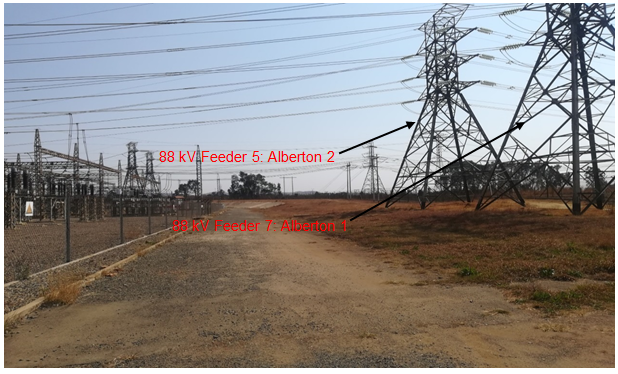 88 kV Feeder 5: Alberton 2
88 kV Feeder 7: Alberton 1